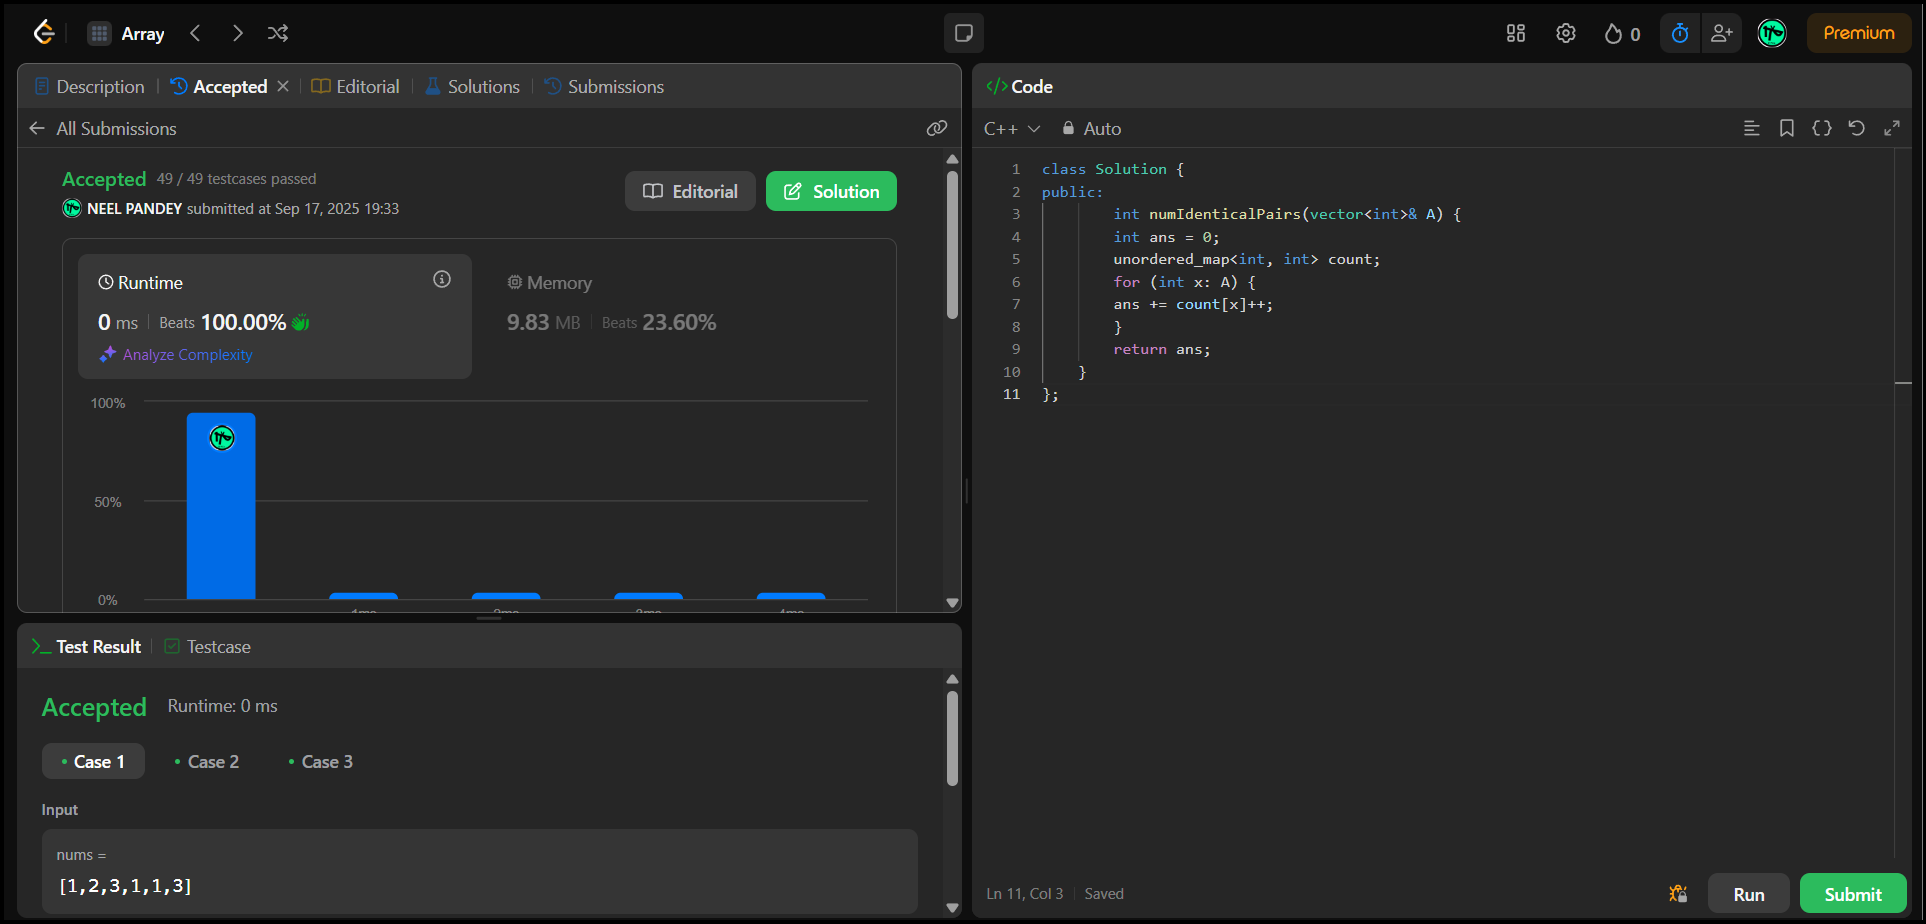 Array
0
Premium
Description
Accepted
Editorial
Solutions
Submissions
All Submissions
Accepted 49 / 49 testcases passed
NEEL PANDEY submitted at Sep 17, 2025 19:33
Editorial
Solution
Runtime
0 ms
Beats 100.00%
Analyze Complexity
Memory
9.83 MB
Beats 23.60%
100%
50%
0%
1ms
2ms
3ms
4ms
>_ Test Result
Testcase
Accepted
Runtime: 0 ms
Case 1
Case 2
Case 3
Input
nums =
[1,2,3,1,1,3]
</> Code
C++
Auto
1 class Solution {
2 public:
3 int numIdenticalPairs(vector<int>& A) {
4 int ans = 0;
5 unordered_map<int, int> count;
6 for (int x: A) {
7 ans += count[x]++;
8 }
9 return ans;
10 }
11 };
Ln 11, Col 3
Saved
Run
Submit